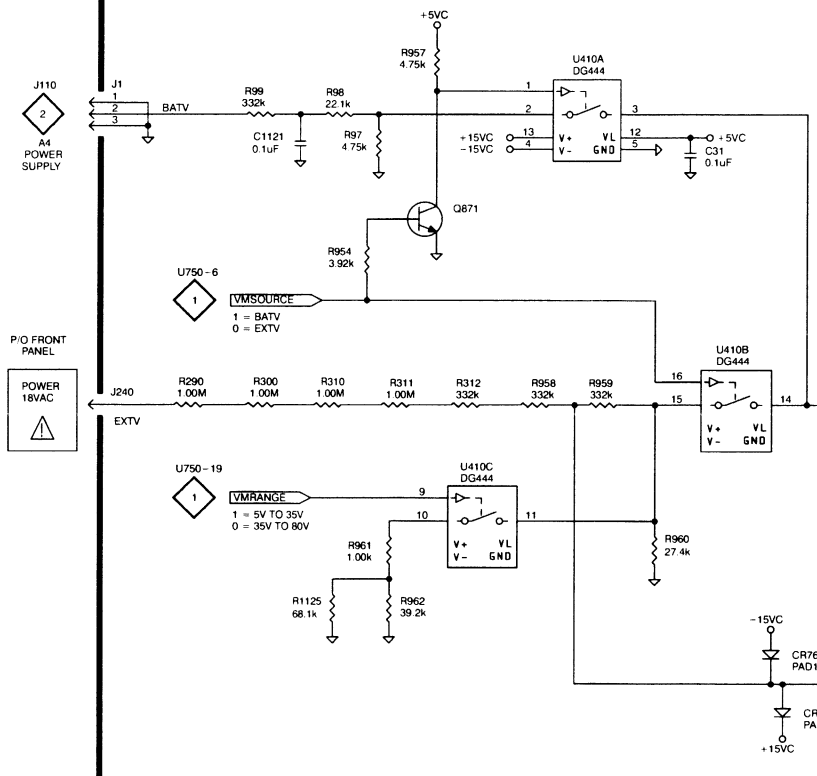 +5VC
R957
4.75k
U410A
DG444
J110
J1
1
2
3
2
BATV
R99
332k
R98
22.1k
1
2
3
A4
POWER
SUPPLY
C1121
0.1uF
R97
4.75k
+15VC
13
V+
VL
12
+5VC
-15VC
4
V-
GND
5
C31
0.1uF
Q871
R954
3.92k
U750-6
1
VMSOURCE
1 = BATV
0 = EXTV
P/O FRONT
PANEL
U410B
DG444
POWER
18VAC
J240
EXTV
R290
1.00M
R300
1.00M
R310
1.00M
R311
1.00M
R312
332k
R958
332k
R959
332k
16
15
14
V+
VL
V-
GND
U750-19
1
VMRANGE
1 = 5V TO 35V
0 = 35V TO 80V
U410C
DG444
9
10
11
V+
VL
V-
GND
R961
1.00k
R960
27.4k
R1125
68.1k
R962
39.2k
-15VC
CR76
PAD1
CR
PA
+15VC